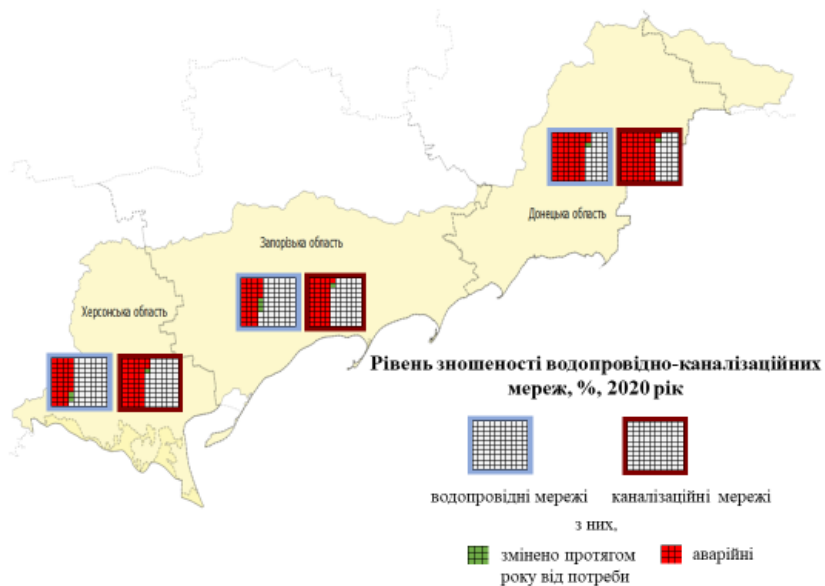 Донецька область
Запорізька область
Херсонська область
Рівень зношеності водопровідно-каналізаційних
мереж, %, 2020 рік
водопровідні мережі каналізаційні мережі
з них,
змінено протягом
року від потреби
аварійні